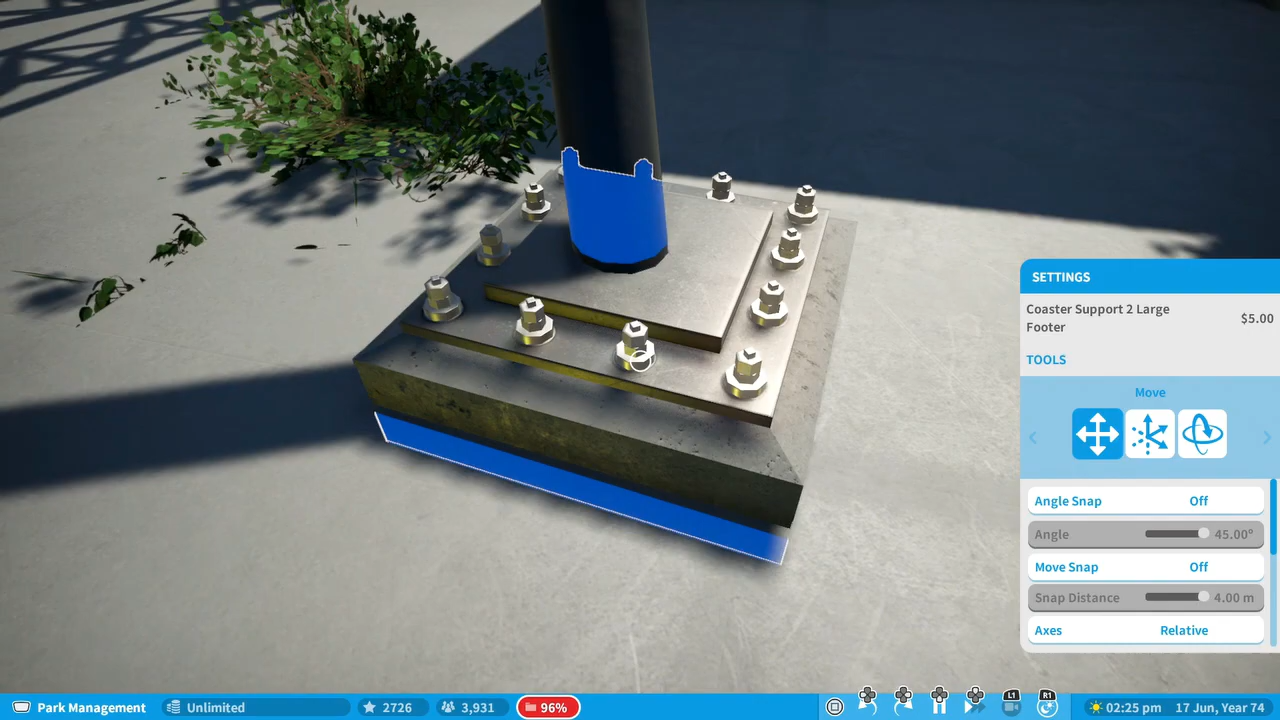 SETTINGS
Coaster Support 2 Large
Footer
$5.00
TOOLS
Move
Angle Snap Off
Angle 45.00°
Move Snap Off
Snap Distance 4.00 m
Axes Relative
Park Management Unlimited 2726 3,931 96% L1 R1 02:25 pm 17 Jun, Year 74